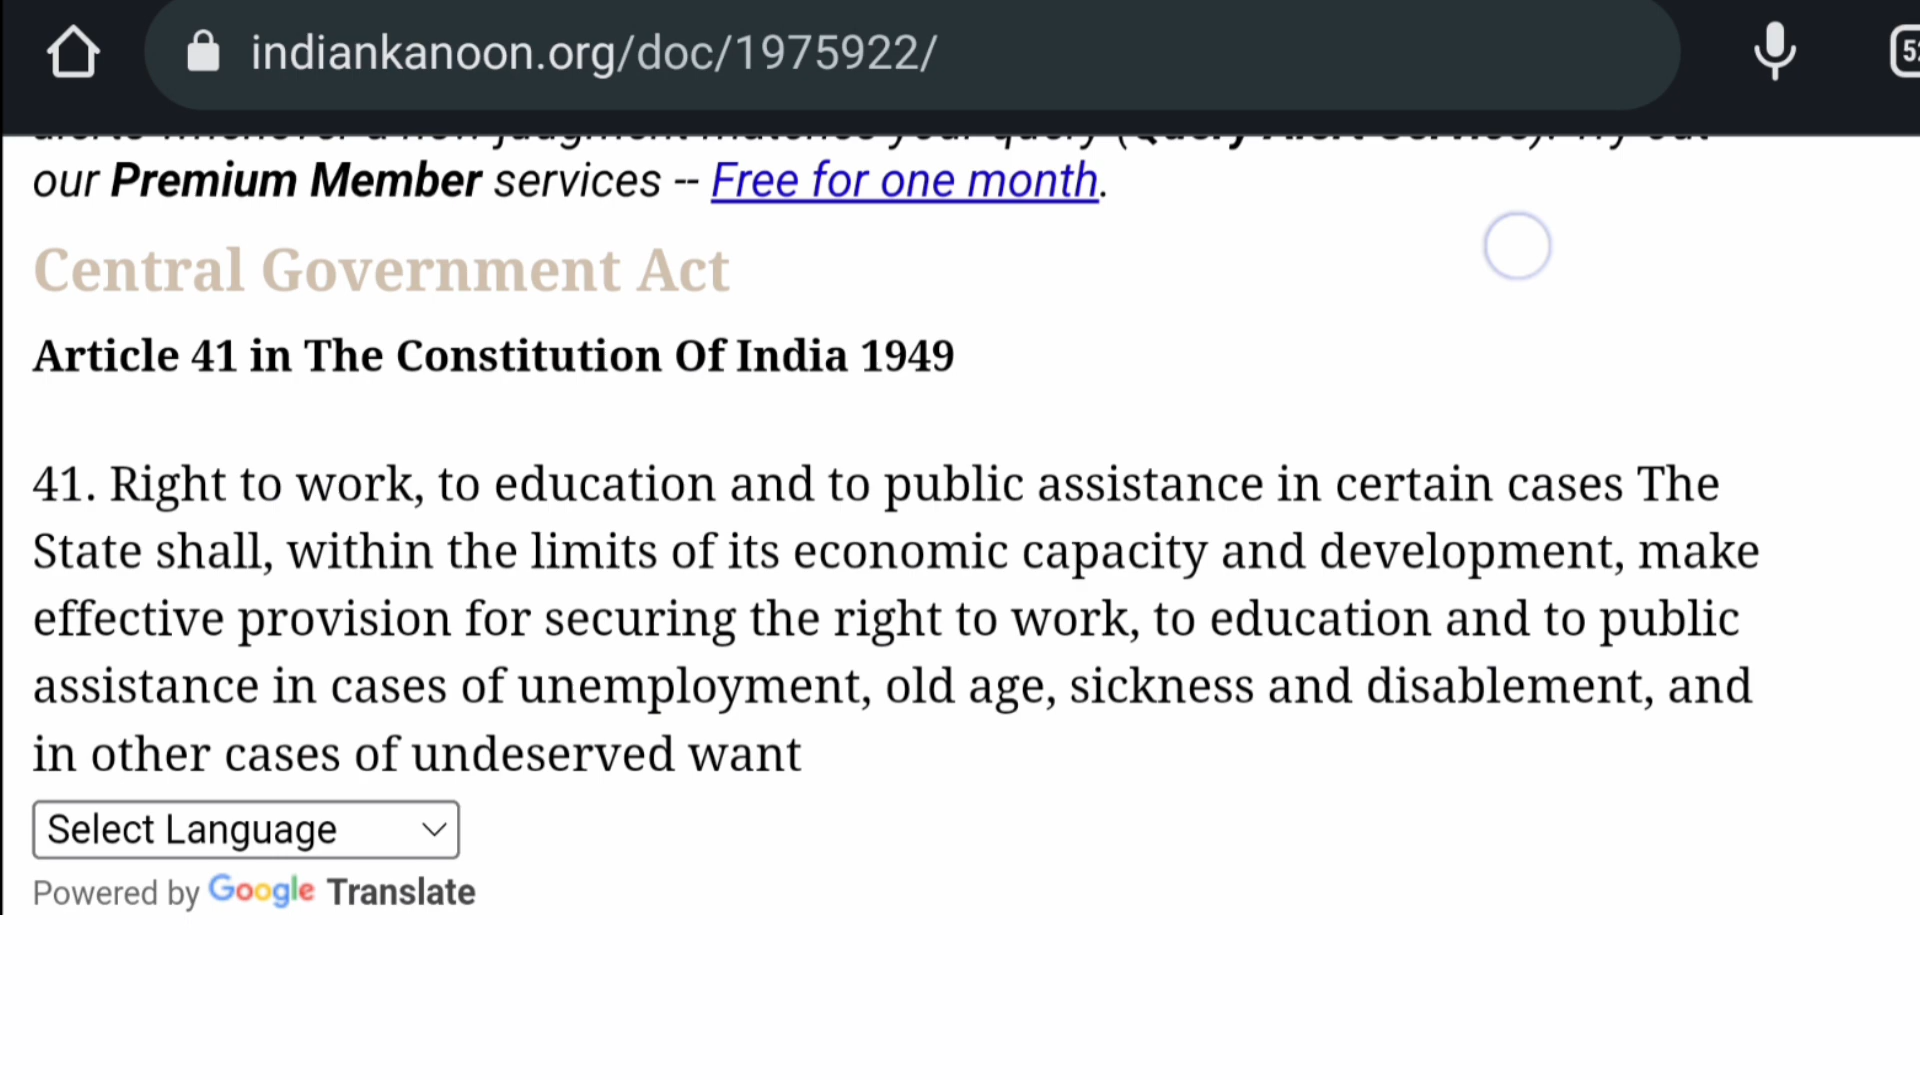 indiankanoon.org/doc/1975922/
our Premium Member services -- Free for one month.
Central Government Act
Article 41 in The Constitution Of India 1949
41. Right to work, to education and to public assistance in certain cases The
State shall, within the limits of its economic capacity and development, make
effective provision for securing the right to work, to education and to public
assistance in cases of unemployment, old age, sickness and disablement, and
in other cases of undeserved want
Select Language
Powered by Google Translate